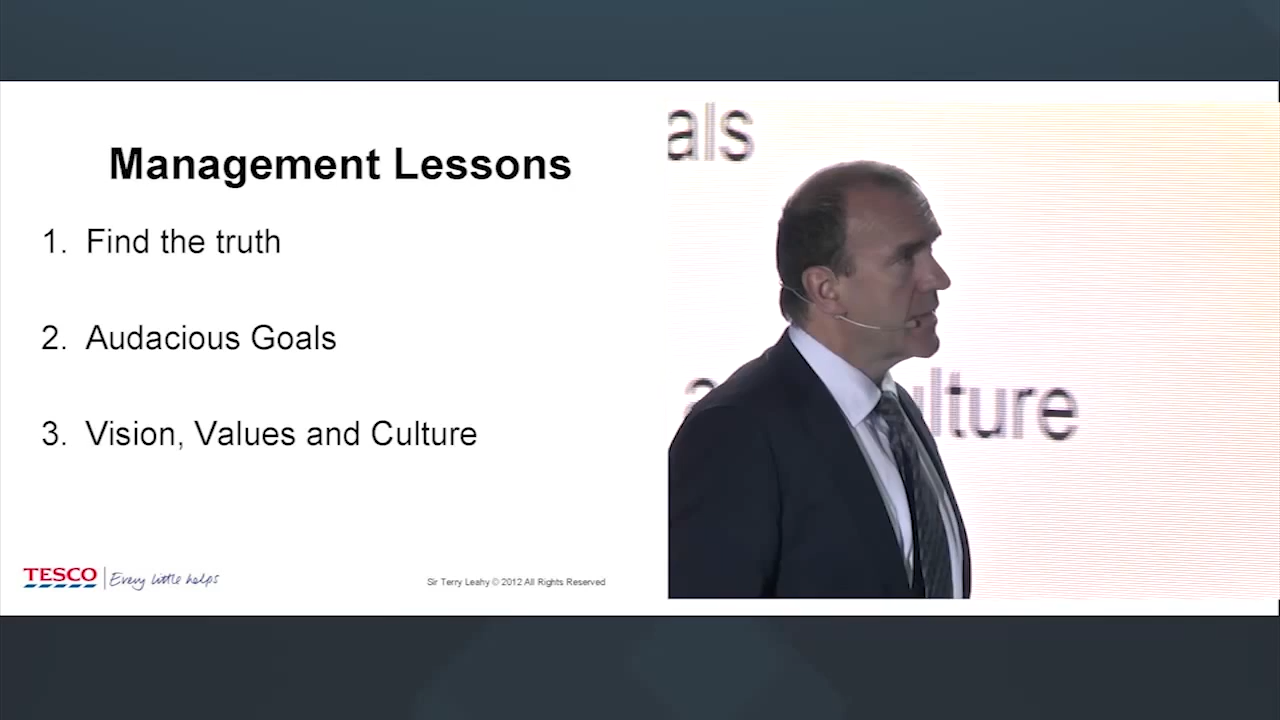 Management Lessons
1. Find the truth
2. Audacious Goals
3. Vision, Values and Culture
TESCO
Every little helps
Sir Terry Leahy © 2012 All Rights Reserved
als
a
lture